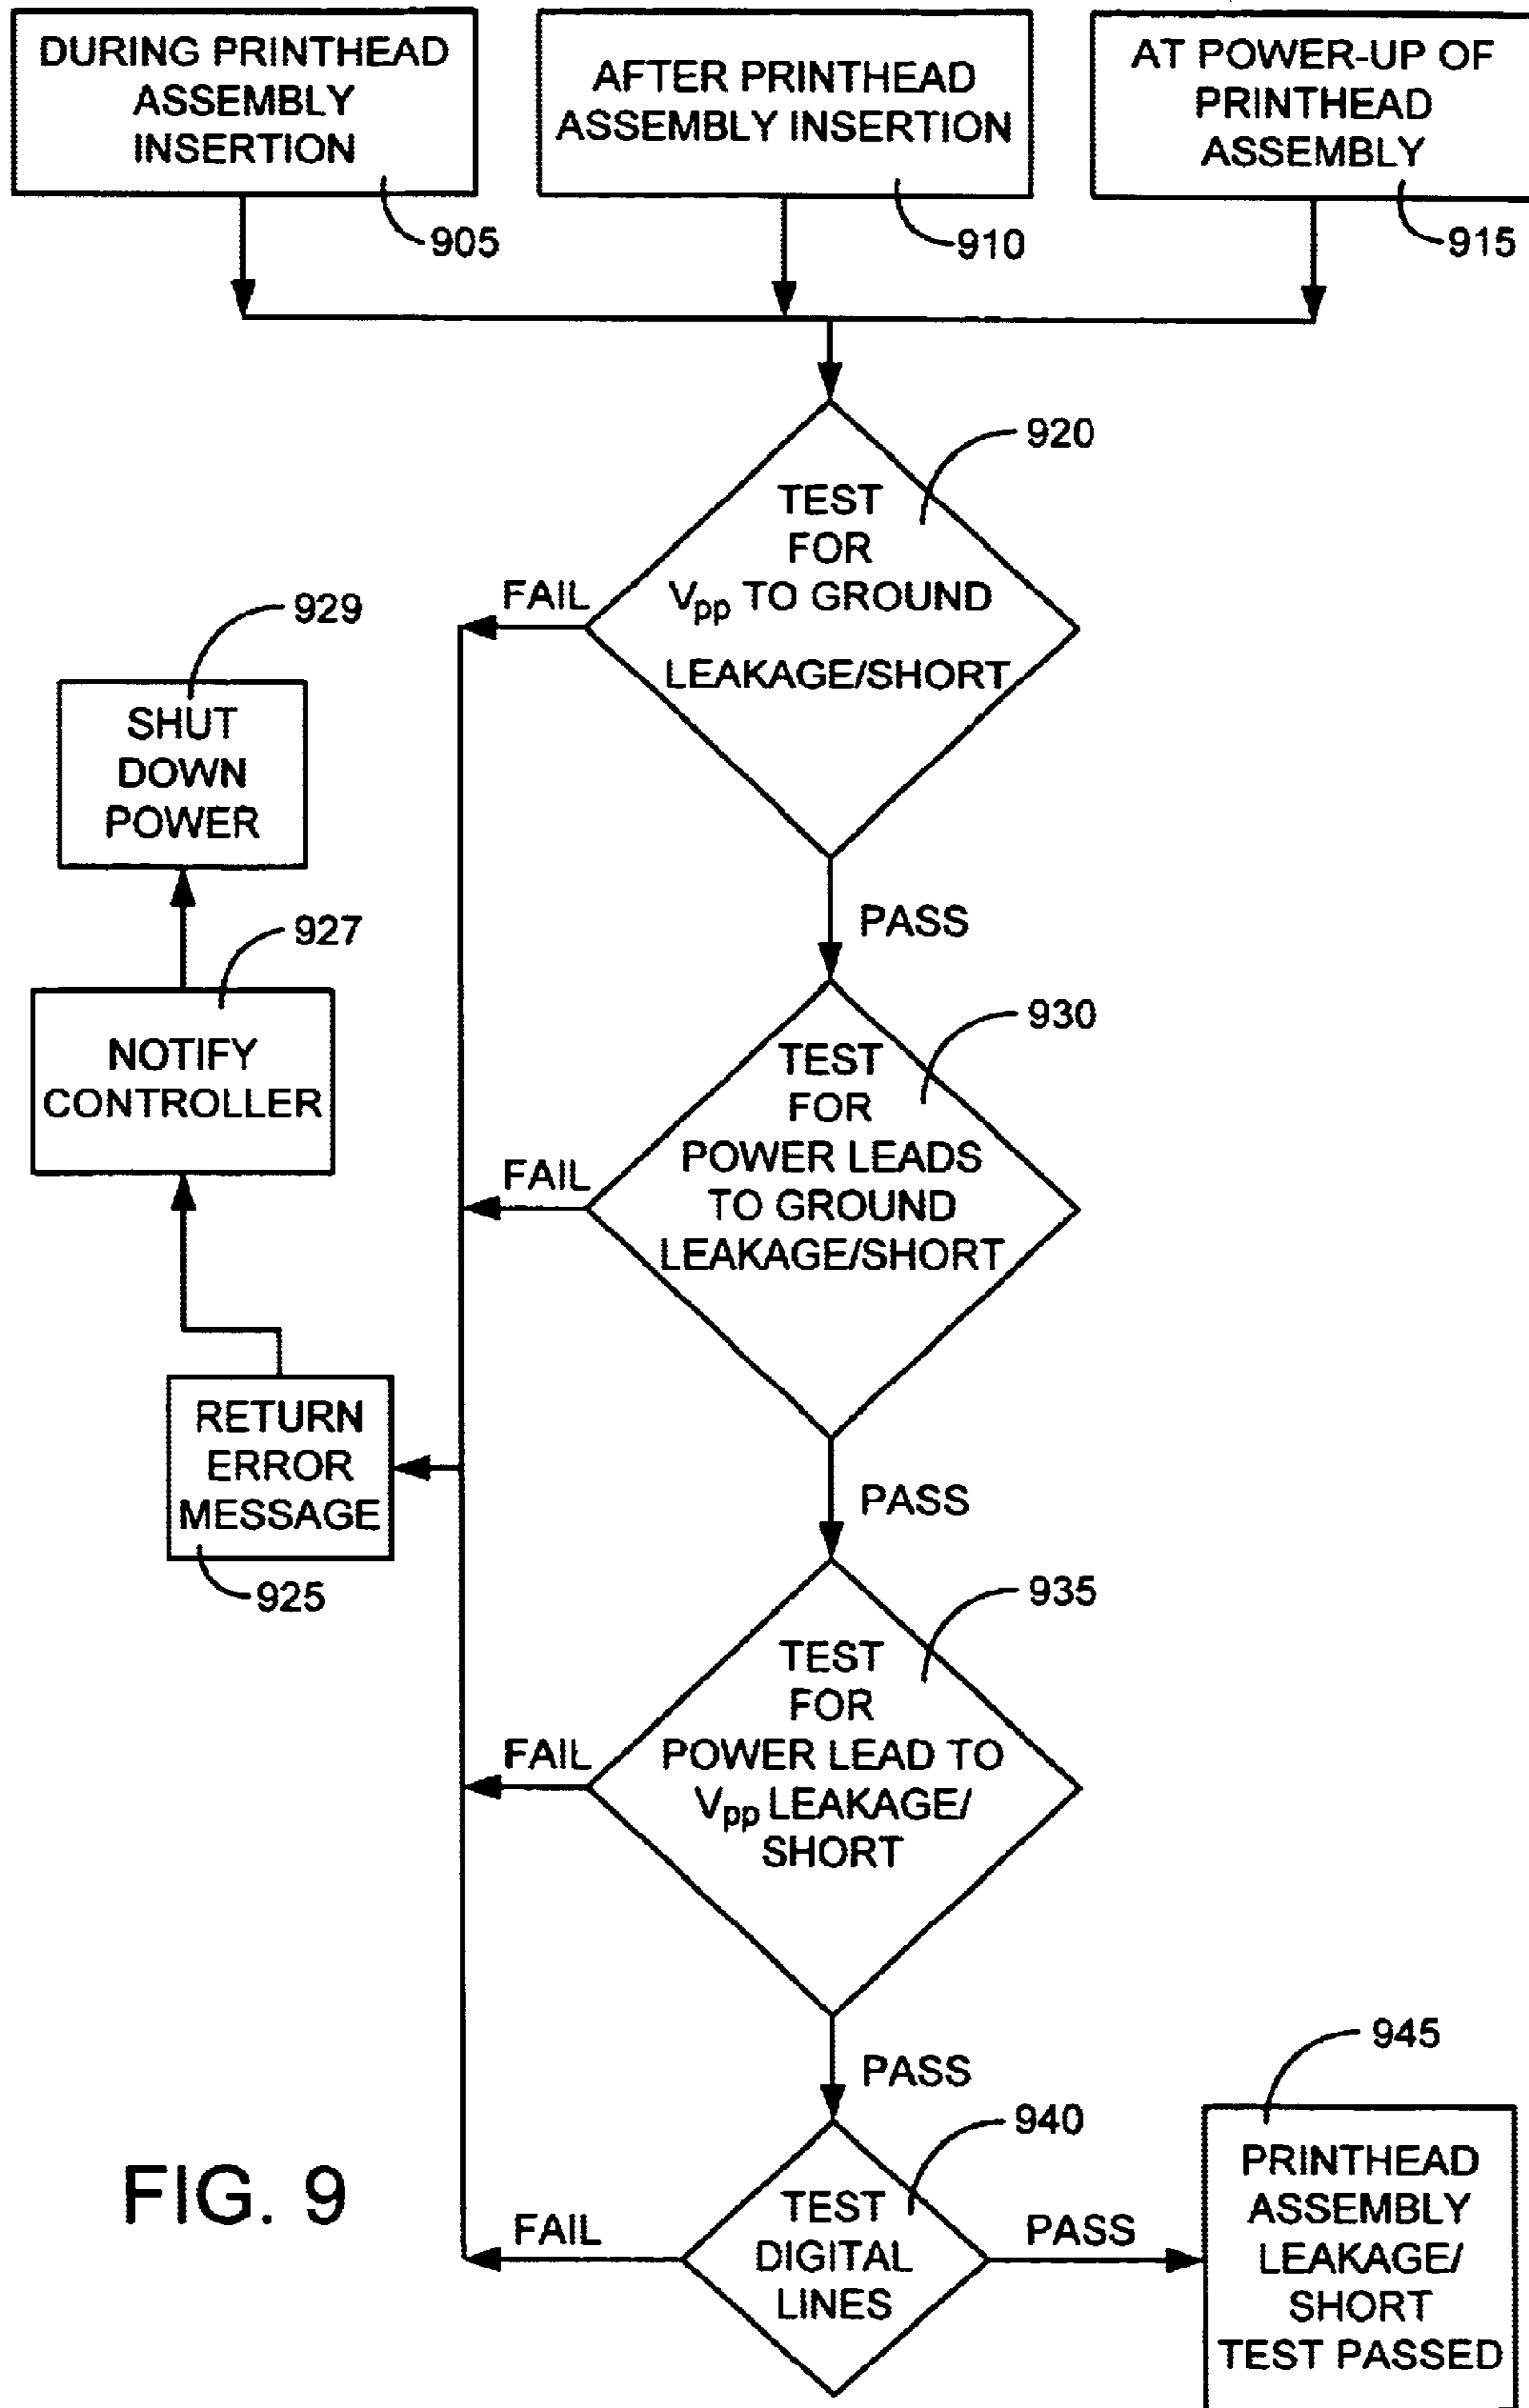 DURING PRINTHEAD
ASSEMBLY
INSERTION
905
AFTER PRINTHEAD
ASSEMBLY INSERTION
910
AT POWER-UP OF
PRINTHEAD
ASSEMBLY
915
920
TEST
FOR
Vpp TO GROUND
LEAKAGE/SHORT
FAIL
PASS
929
SHUT
DOWN
POWER
927
NOTIFY
CONTROLLER
930
TEST
FOR
POWER LEADS
TO GROUND
LEAKAGE/SHORT
FAIL
PASS
RETURN
ERROR
MESSAGE
925
935
TEST
FOR
POWER LEAD TO
Vpp LEAKAGE/
SHORT
FAIL
PASS
940
TEST
DIGITAL
LINES
FAIL
PASS
945
PRINTHEAD
ASSEMBLY
LEAKAGE/
SHORT
TEST PASSED
FIG. 9